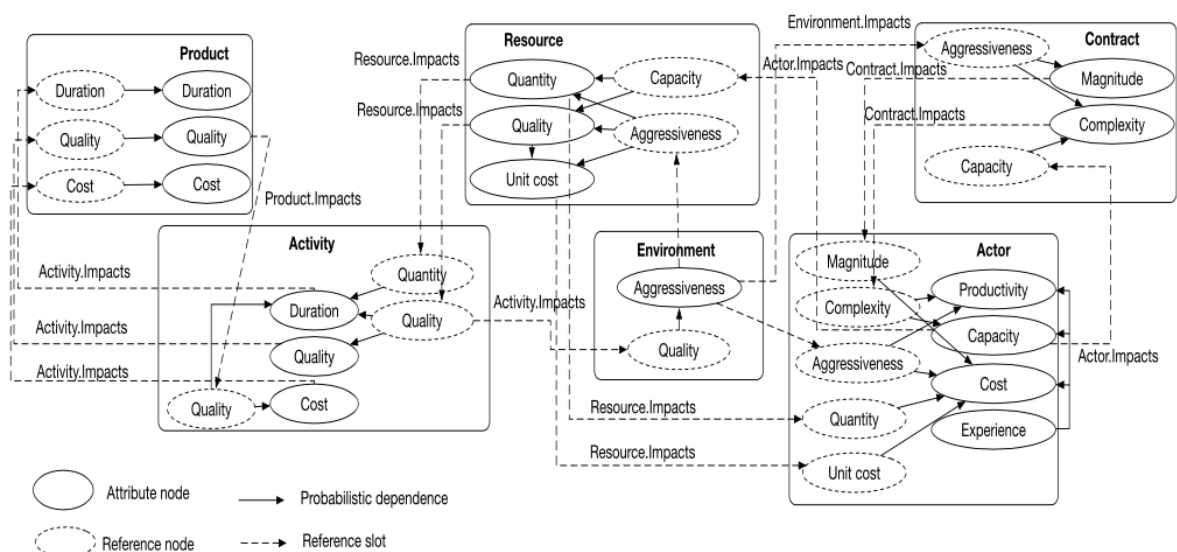 Product
Duration
Duration
Quality
Quality
Cost
Cost
Resource
Quantity
Capacity
Quality
Aggressiveness
Unit cost
Contract
Aggressiveness
Magnitude
Complexity
Capacity
Environment.Impacts
Resource.Impacts
Actor.Impacts
Contract.Impacts
Resource.Impacts
Contract.Impacts
Product.Impacts
Activity
Quantity
Duration
Quality
Quality
Quality
Cost
Activity.Impacts
Activity.Impacts
Activity.Impacts
Activity.Impacts
Environment
Aggressiveness
Quality
Actor
Magnitude
Productivity
Complexity
Capacity
Aggressiveness
Cost
Quantity
Experience
Unit cost
Actor.Impacts
Resource.Impacts
Resource.Impacts
Attribute node
Probabilistic dependence
Reference node
Reference slot